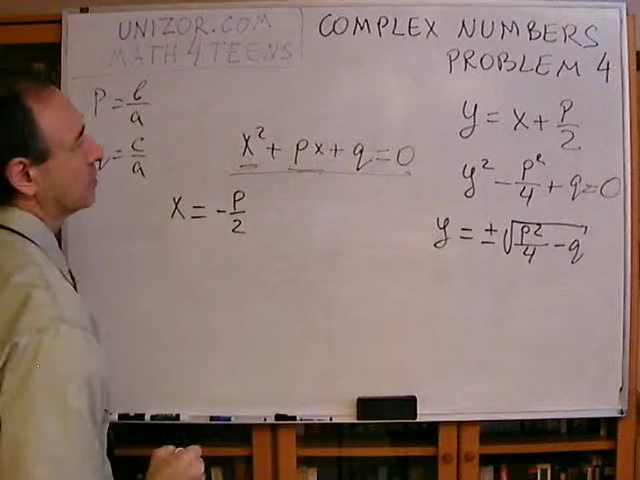 UNIZOR.COM
MATH 4 TEENS
COMPLEX NUMBERS
PROBLEM 4
P = b/a
q = c/a
x² + px + q = 0
x = -p/2
y = x + p/2
y² - p²/4 + q = 0
y = ±√(p²/4 - q)